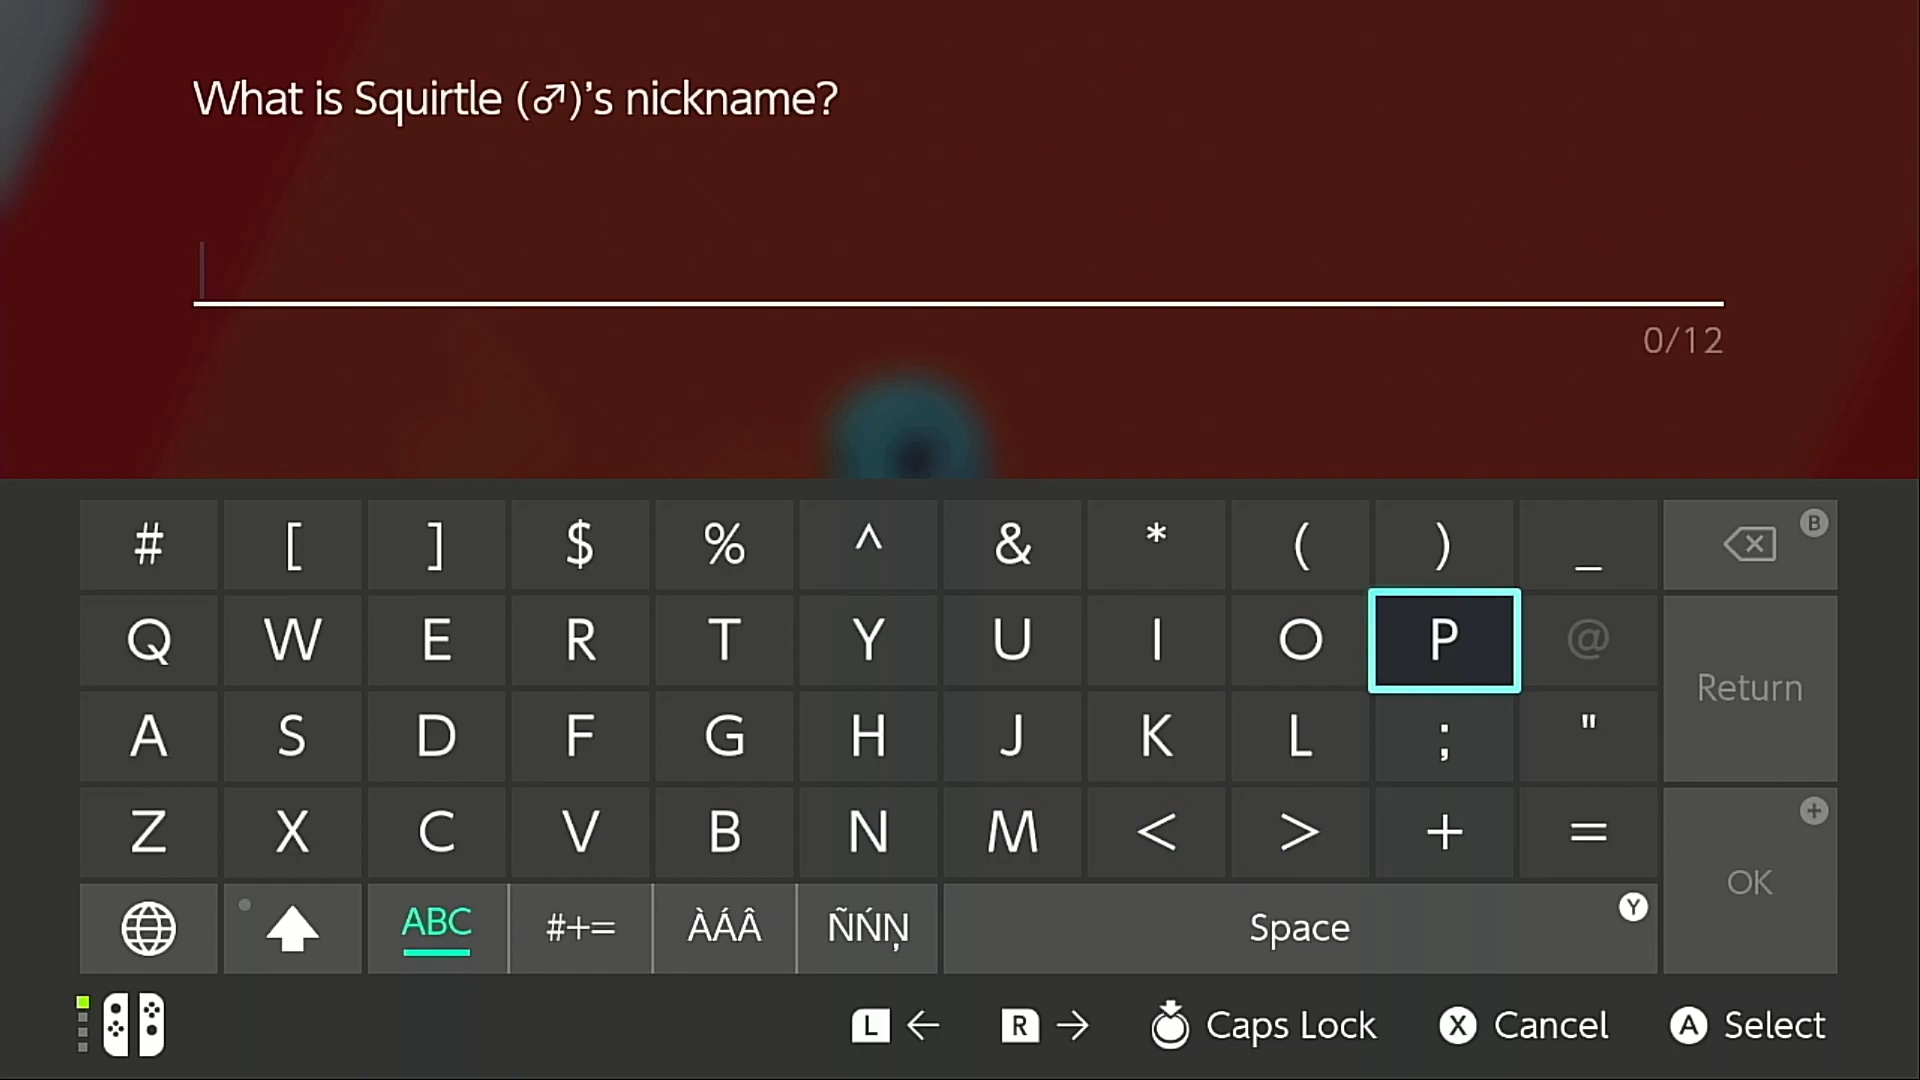 What is Squirtle (♂)'s nickname?
0/12
# [ ] $ % ^ & * ( ) _ B
Q W E R T Y U I O P @
Return
A S D F G H J K L ; "
Z X C V B N M < > + = +
OK
ABC #+= ÀÁÂ ÑŃŅ Space Y
L ← R → Caps Lock X Cancel A Select